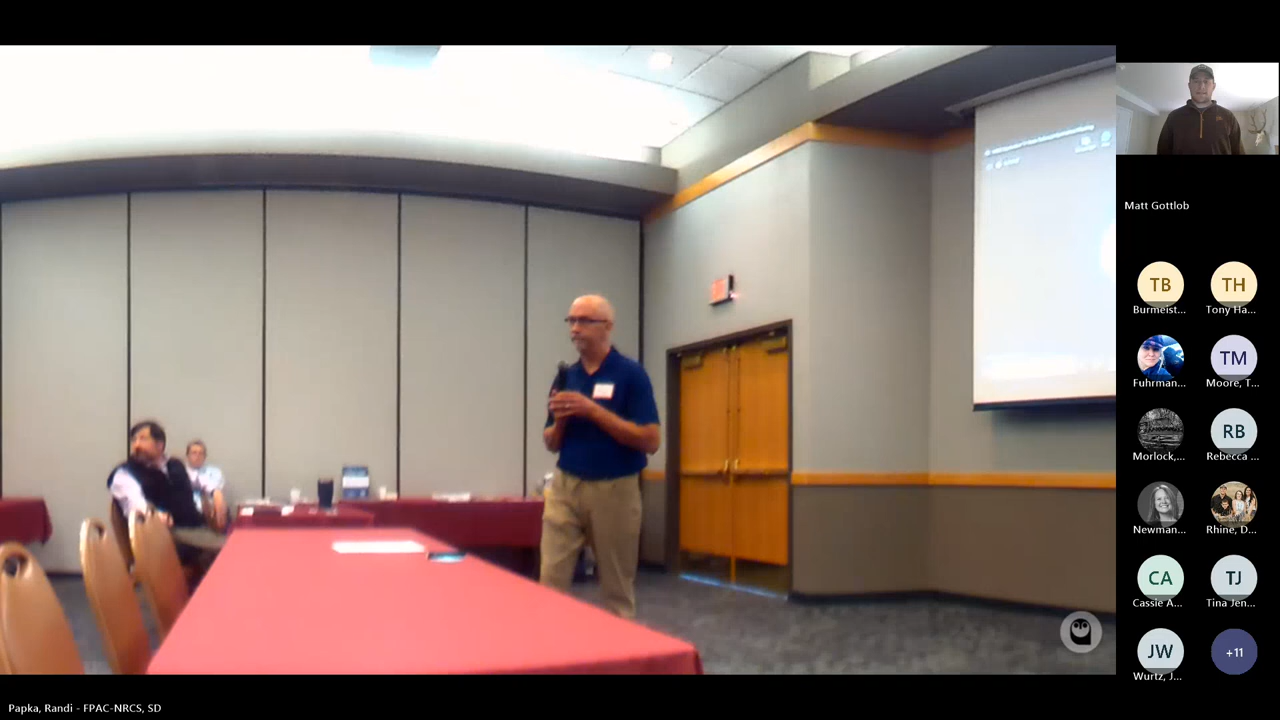 Matt Gottlob
TB
TH
Burmeist...
Tony Ha...
TM
Fuhrman...
Moore, T...
RB
Morlock,...
Rebecca ...
Newman...
Rhine, D...
CA
TJ
Cassie A...
Tina Jen...
JW
+11
Wurtz, J...
Papka, Randi - FPAC-NRCS, SD